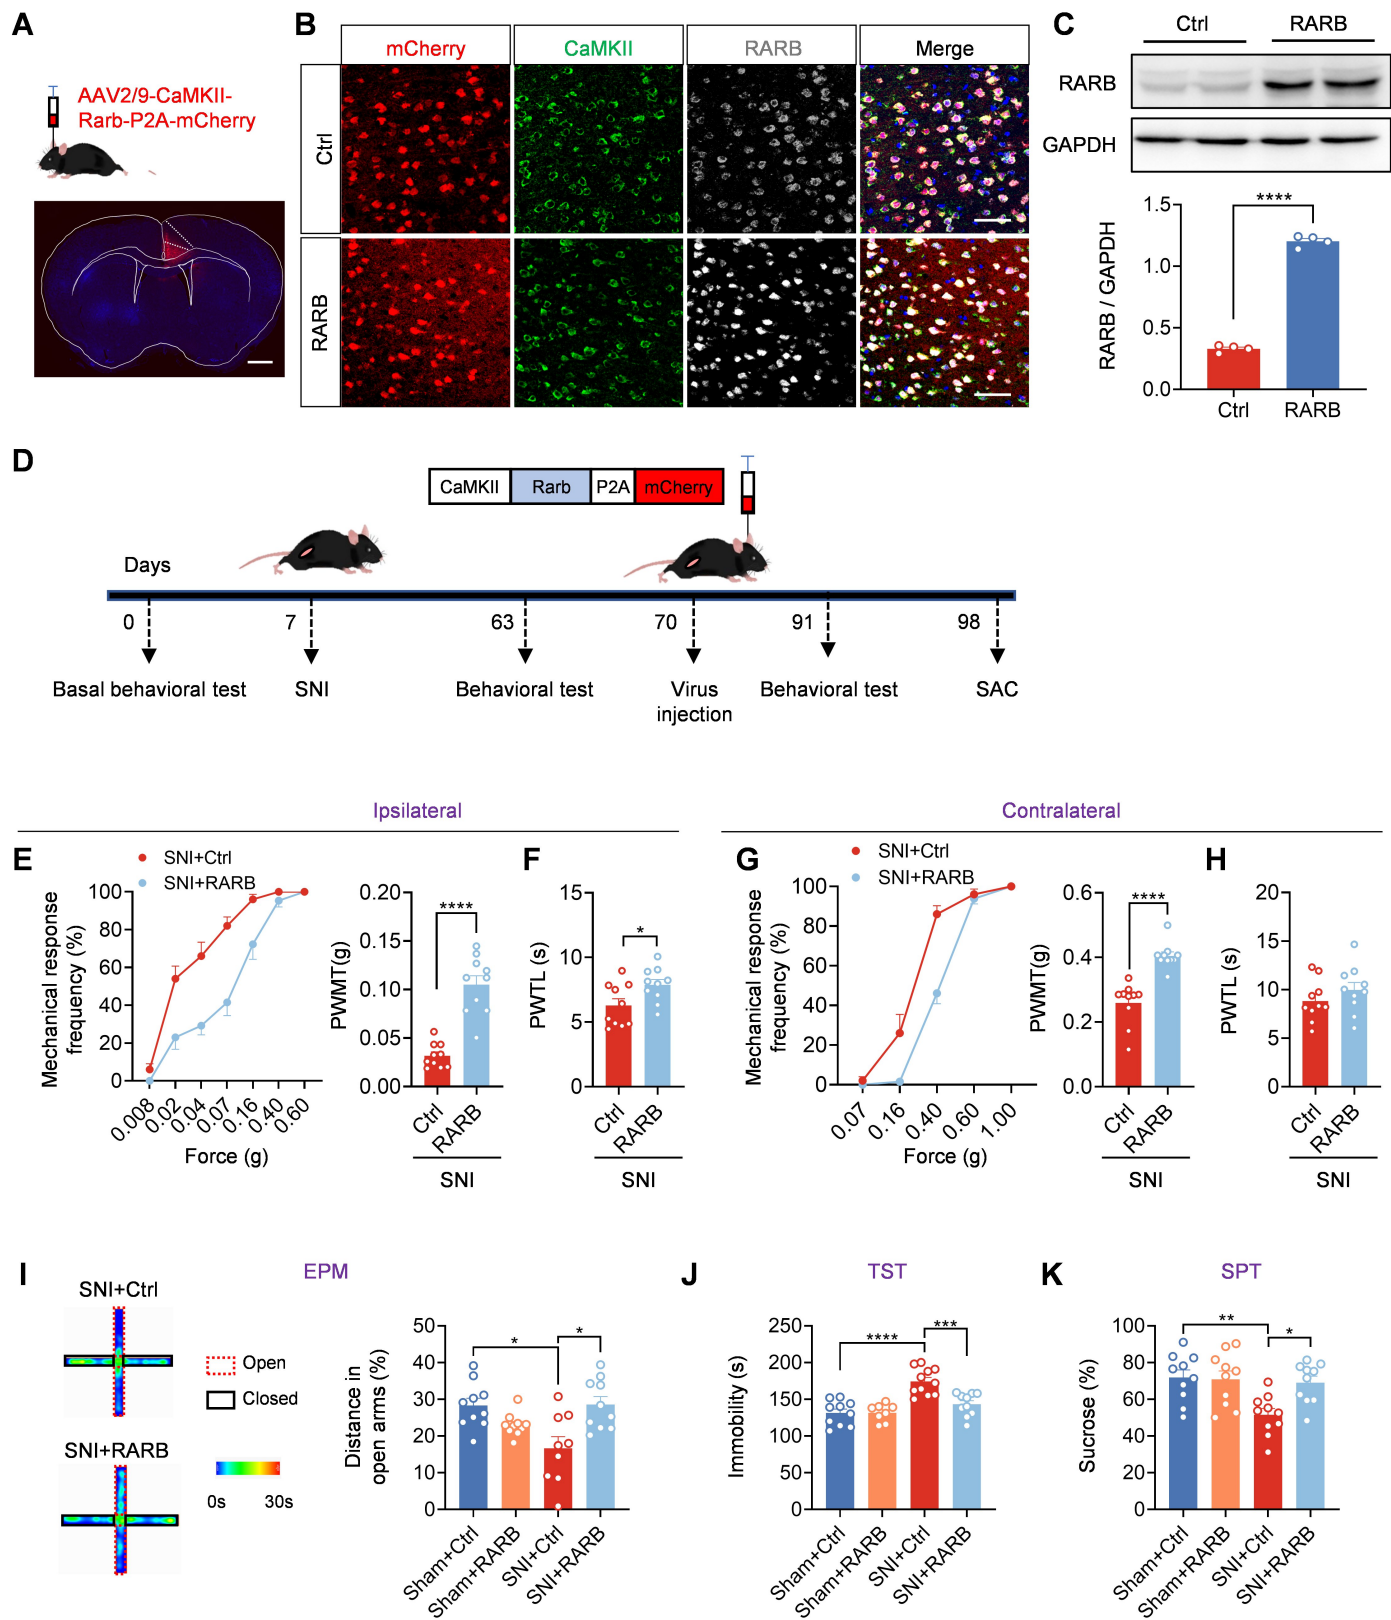 A
AAV2/9-CaMKII-
Rarb-P2A-mCherry
B
mCherry
CaMKII
RARB
Merge
Ctrl
RARB
C
Ctrl
RARB
RARB
GAPDH
****
RARB / GAPDH
1.5
1.0
0.5
0.0
Ctrl
RARB
D
CaMKII
Rarb
P2A
mCherry
Days
0
7
63
70
91
98
Basal behavioral test
SNI
Behavioral test
Virus
injection
Behavioral test
SAC
Ipsilateral
Contralateral
E
SNI+Ctrl
SNI+RARB
Mechanical response
frequency (%)
100
80
60
40
20
0
0.008
0.02
0.04
0.07
0.16
0.40
0.60
Force (g)
PWMT(g)
0.20
0.15
0.10
0.05
0.00
****
Ctrl
RARB
SNI
F
PWTL (s)
15
10
5
0
*
Ctrl
RARB
SNI
G
SNI+Ctrl
SNI+RARB
Mechanical response
frequency (%)
100
80
60
40
20
0
0.07
0.16
0.40
0.60
1.00
Force (g)
PWMT(g)
0.6
0.4
0.2
0.0
****
Ctrl
RARB
SNI
H
PWTL (s)
20
15
10
5
0
Ctrl
RARB
SNI
I
EPM
SNI+Ctrl
Open
Closed
SNI+RARB
0s
30s
Distance in
open arms (%)
50
40
30
20
10
0
*
*
Sham+Ctrl
Sham+RARB
SNI+Ctrl
SNI+RARB
J
TST
Immobility (s)
250
200
150
100
50
0
****
***
Sham+Ctrl
Sham+RARB
SNI+Ctrl
SNI+RARB
K
SPT
Sucrose (%)
100
80
60
40
20
0
**
*
Sham+Ctrl
Sham+RARB
SNI+Ctrl
SNI+RARB